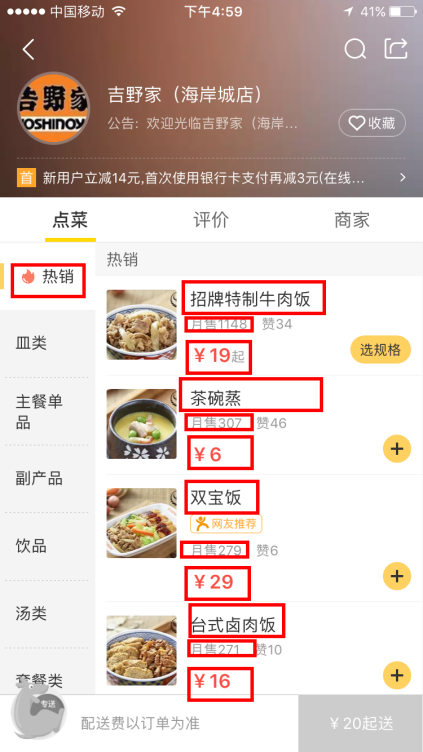 中国移动 下午4:59 41%
吉野家
YOSHINOY
吉野家（海岸城店）
公告: 欢迎光临吉野家（海岸... 收藏
首 新用户立减14元,首次使用银行卡支付再减3元(在线...
点菜 评价 商家
热销
热销
皿类
主餐单品
副产品
饮品
汤类
套餐类
招牌特制牛肉饭
月售1148 赞34
￥19起 选规格
茶碗蒸
月售307 赞46
￥6
双宝饭
网友推荐
月售279 赞6
￥29
台式卤肉饭
月售271 赞10
￥16
专送 配送费以订单为准 ￥20起送